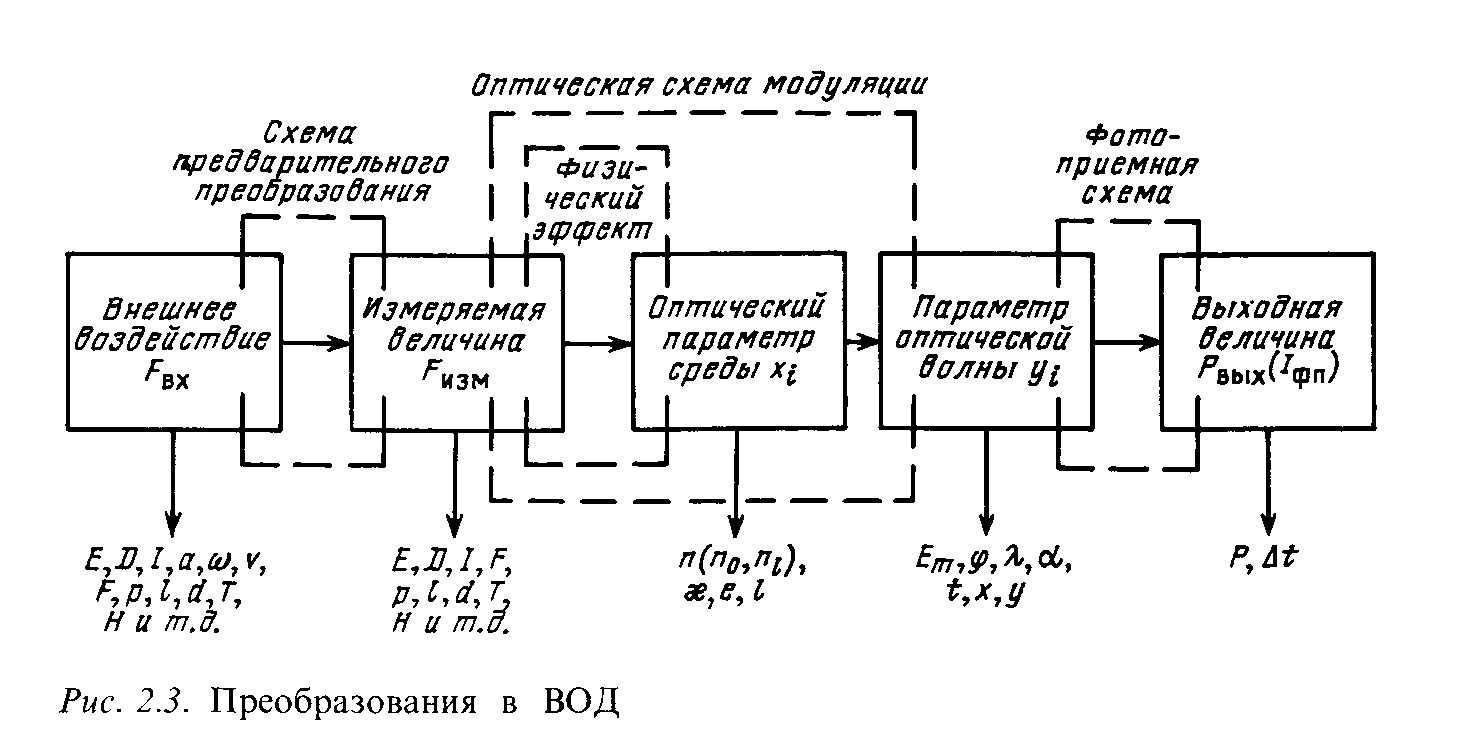 Оптическая схема модуляции
Схема
предварительного
преобразования
Физи-
ческий
эффект
Фото-
приемная
схема
Внешнее
воздействие
Fвх
Измеряемая
величина
Fизм
Оптический
параметр
среды xi
Параметр
оптической
волны yi
Выходная
величина
Pвых(Iфп)
E, D, I, a, ω, v,
F, p, l, d, T,
H и т.д.
E, D, I, F,
p, l, d, T,
H и т.д.
n(no, nl),
æ, e, l
Em, φ, λ, α,
t, x, y
P, Δt
Рис. 2.3. Преобразования в ВОД